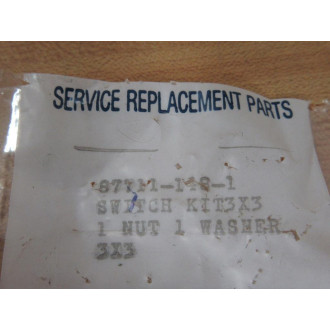 SERVICE REPLACEMENT PARTS
SWITCH KIT3X3
1 NUT 1 WASHER
3X3